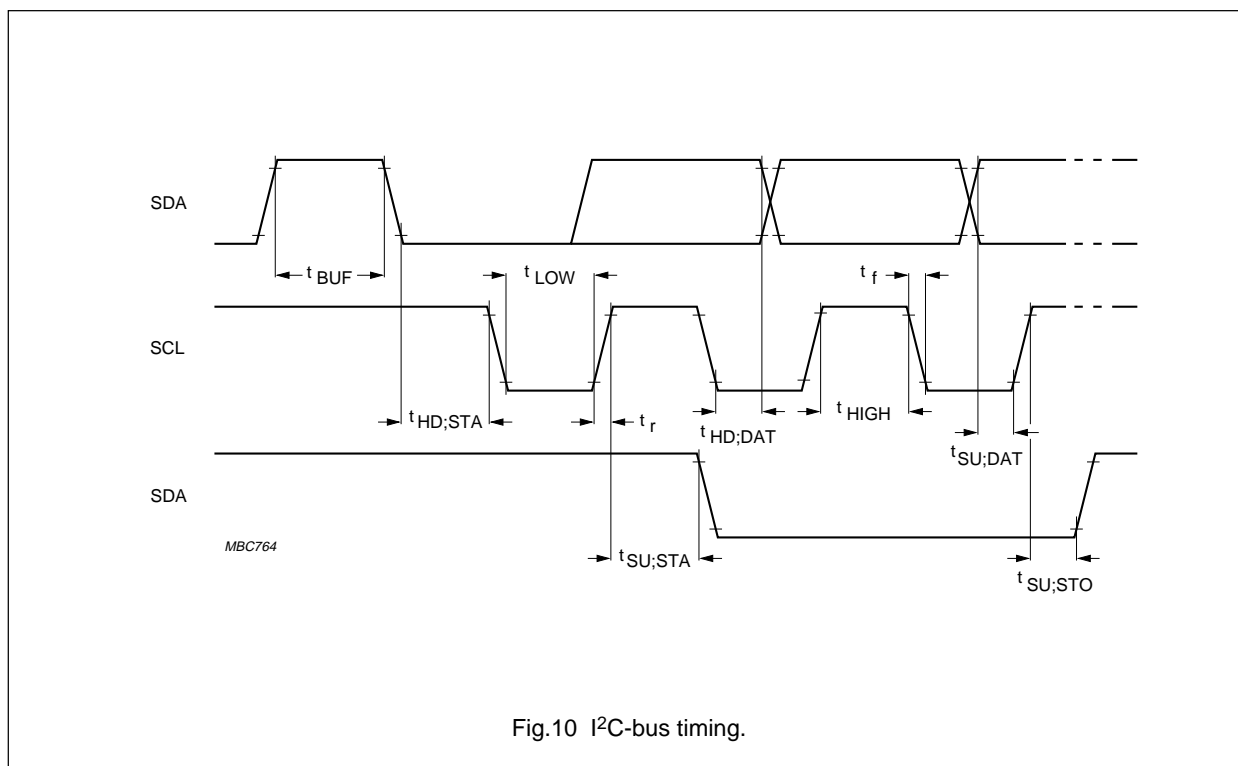 SDA
t BUF
t LOW
t f
SCL
t HD;STA
t r
t HD;DAT
t HIGH
t SU;DAT
SDA
MBC764
t SU;STA
t SU;STO
Fig.10 I²C-bus timing.